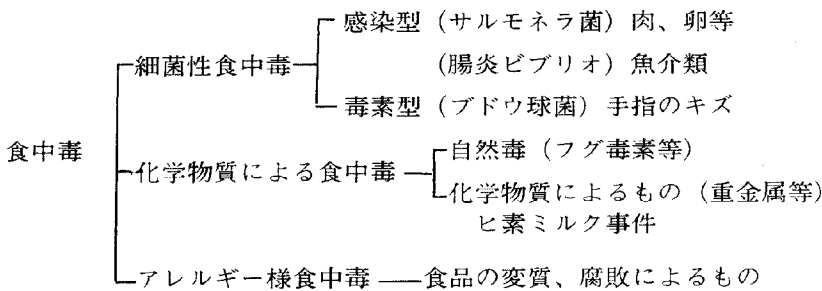 感染型（サルモネラ菌）肉、卵等
細菌性食中毒
（腸炎ビブリオ）魚介類
毒素型（ブドウ球菌）手指のキズ
食中毒
自然毒（フグ毒素等）
化学物質による食中毒
化学物質によるもの（重金属等）
ヒ素ミルク事件
アレルギー様食中毒
食品の変質、腐敗によるもの